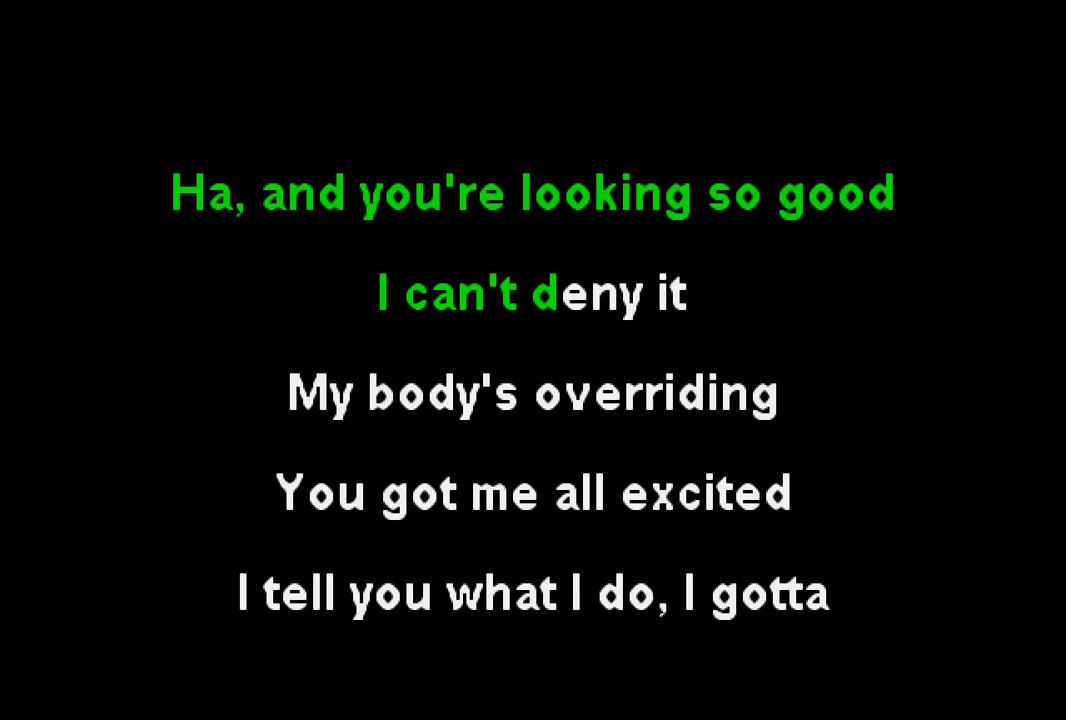 Ha, and you're looking so good
I can't deny it
My body's overriding
You got me all excited
I tell you what I do, I gotta